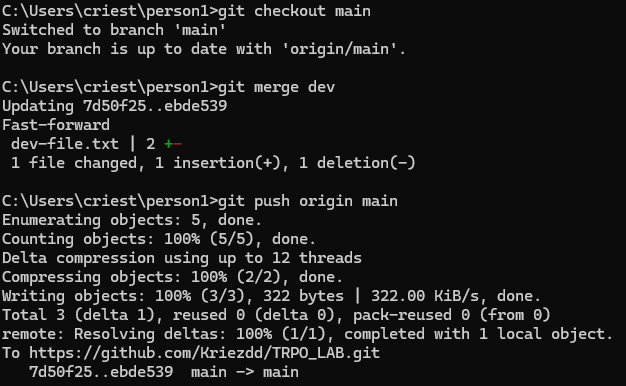 C:\Users\criest\person1>git checkout main
Switched to branch 'main'
Your branch is up to date with 'origin/main'.
C:\Users\criest\person1>git merge dev
Updating 7d50f25..ebde539
Fast-forward
 dev-file.txt | 2 +-
 1 file changed, 1 insertion(+), 1 deletion(-)
C:\Users\criest\person1>git push origin main
Enumerating objects: 5, done.
Counting objects: 100% (5/5), done.
Delta compression using up to 12 threads
Compressing objects: 100% (2/2), done.
Writing objects: 100% (3/3), 322 bytes | 322.00 KiB/s, done.
Total 3 (delta 1), reused 0 (delta 0), pack-reused 0 (from 0)
remote: Resolving deltas: 100% (1/1), completed with 1 local object.
To https://github.com/Kriezdd/TRPO_LAB.git
   7d50f25..ebde539  main -> main